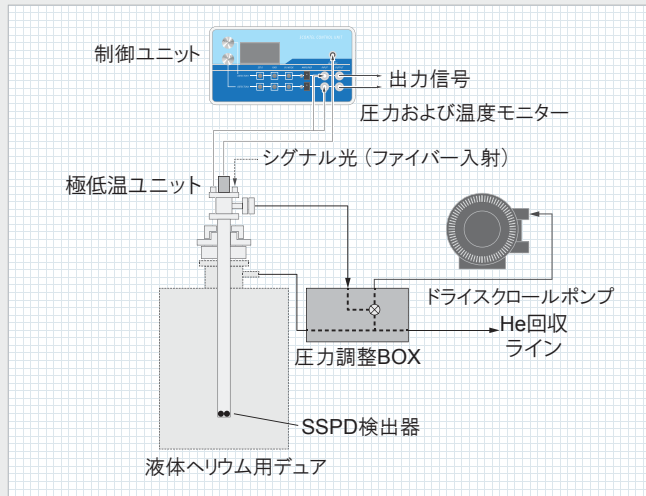 制御ユニット
出力信号
圧力および温度モニター
シグナル光（ファイバー入射）
極低温ユニット
ドライスクロールポンプ
He回収
ライン
圧力調整BOX
SSPD検出器
液体ヘリウム用デュア